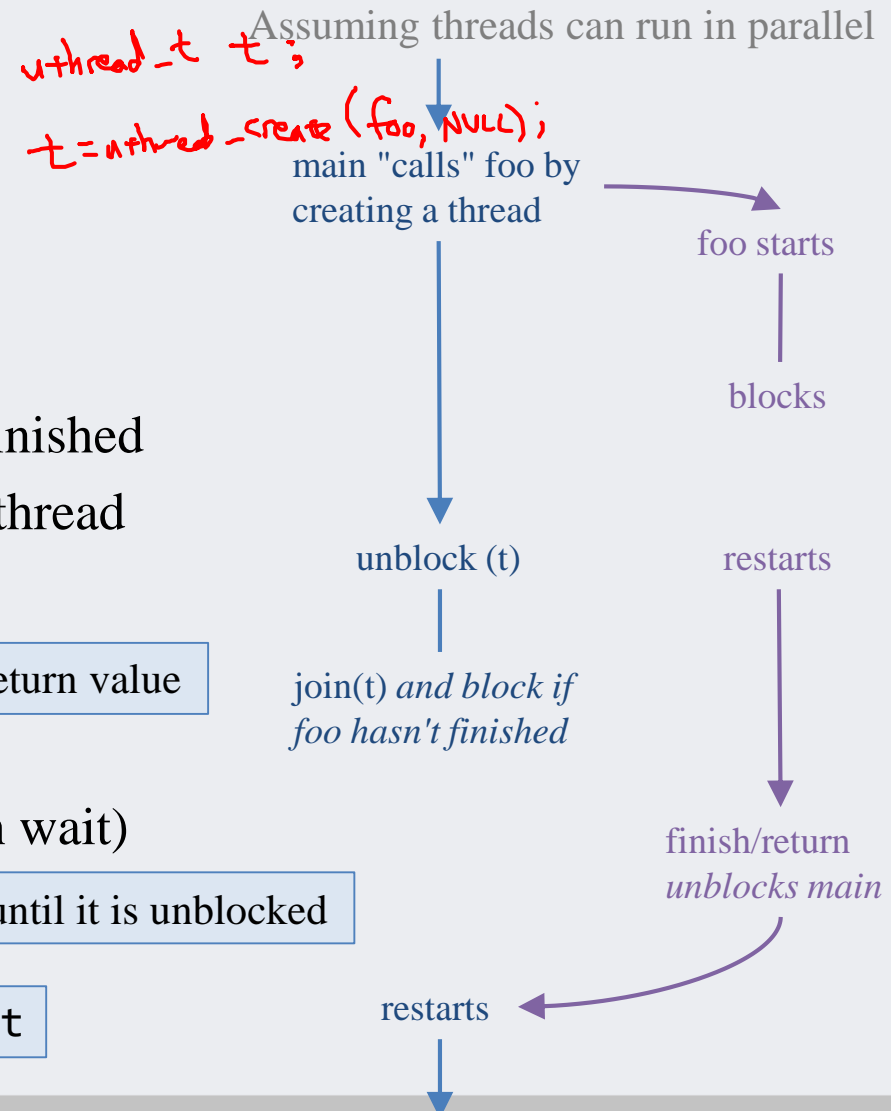 Assuming threads can run in parallel
uthread_t t;
t=uthred_create (foo, NULL);
main "calls" foo by
creating a thread
foo starts
blocks
inished
thread
unblock (t)
restarts
eturn value
join(t) and block if
foo hasn't finished
n wait)
finish/return
unblocks main
until it is unblocked
restarts
t